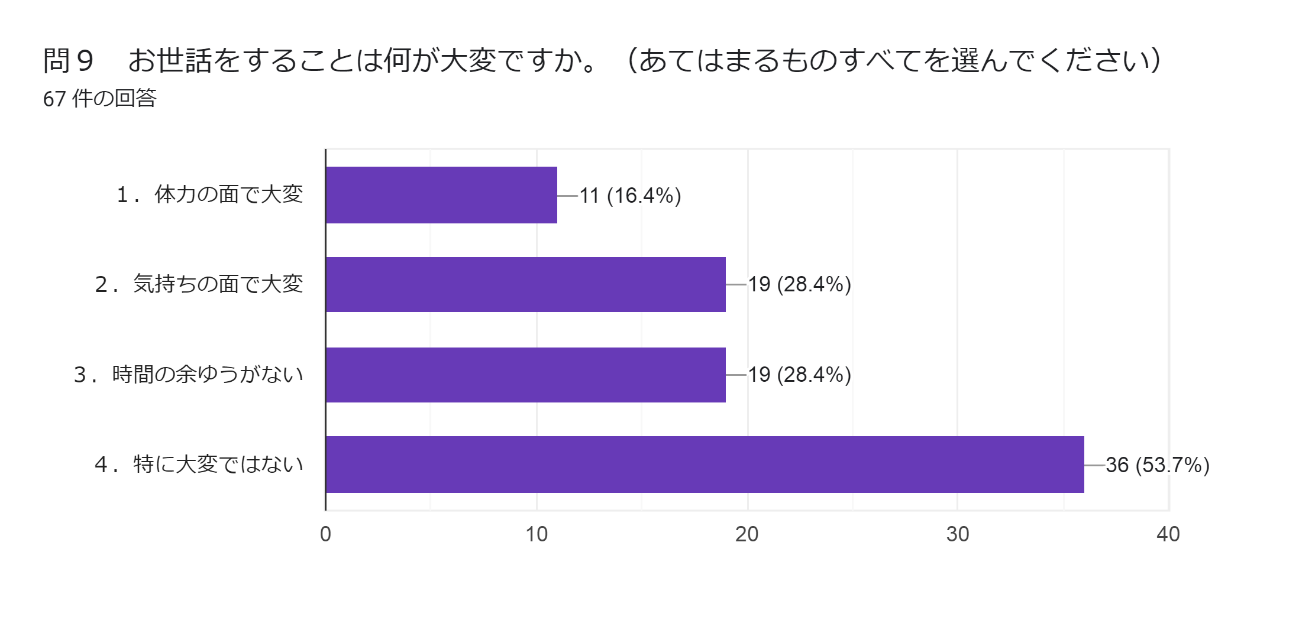 問９　お世話をすることは何が大変ですか。（あてはまるものすべてを選んでください）
67 件の回答
１．体力の面で大変
11 (16.4%)
２．気持ちの面で大変
19 (28.4%)
３．時間の余ゆうがない
19 (28.4%)
４．特に大変ではない
36 (53.7%)
0 10 20 30 40